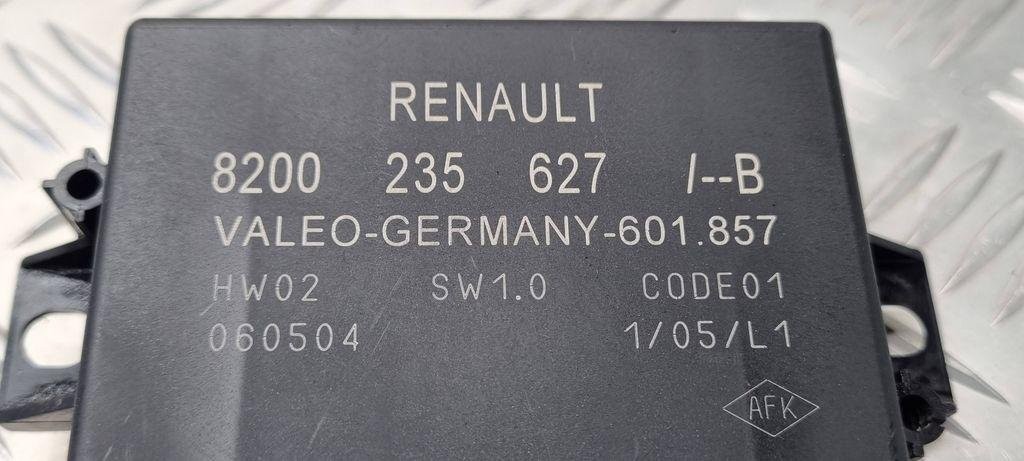 RENAULT
8200 235 627 /--B
VALEO-GERMANY-601.857
HW02 SW1.0 CODE01
060504 1/05/L1
AFK